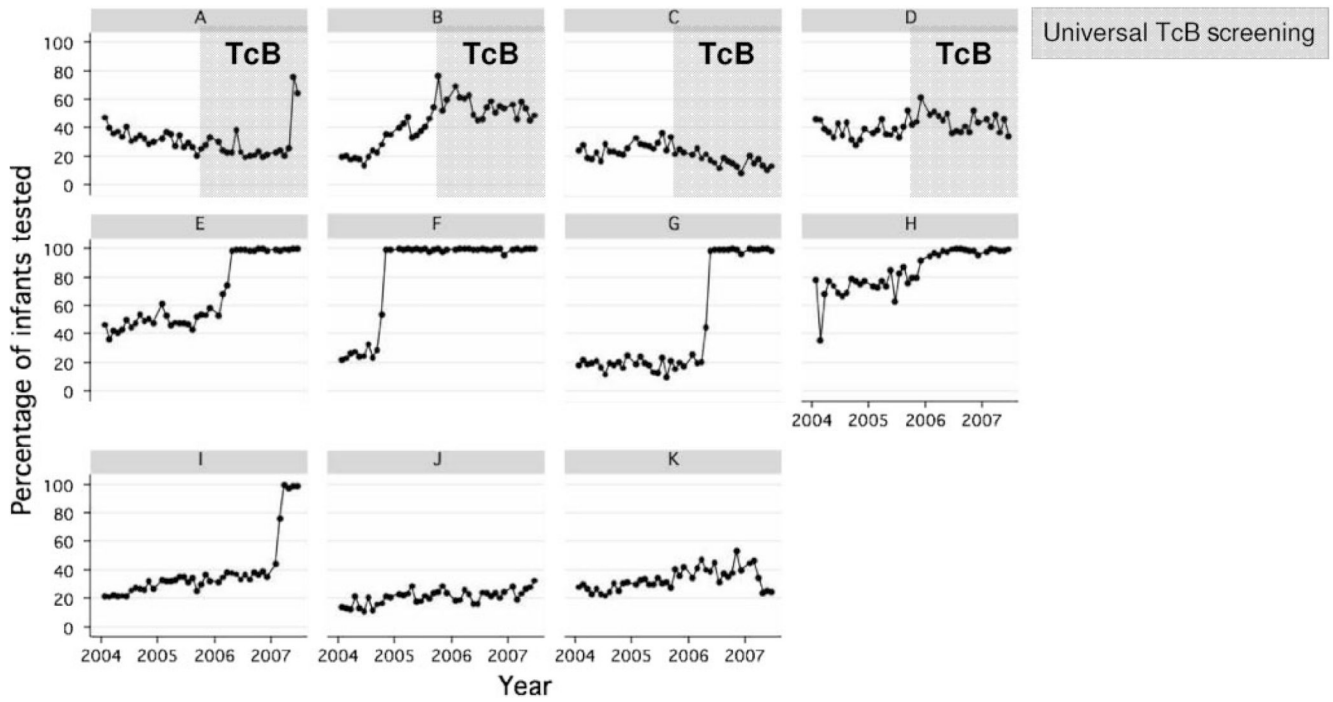 A B C D
Universal TcB screening
TcB TcB TcB TcB
100
80
60
40
20
0
E F G H
100
80
60
40
20
0
2004 2005 2006 2007
I J K
100
80
60
40
20
0
2004 2005 2006 2007 2004 2005 2006 2007 2004 2005 2006 2007
Year
Percentage of infants tested